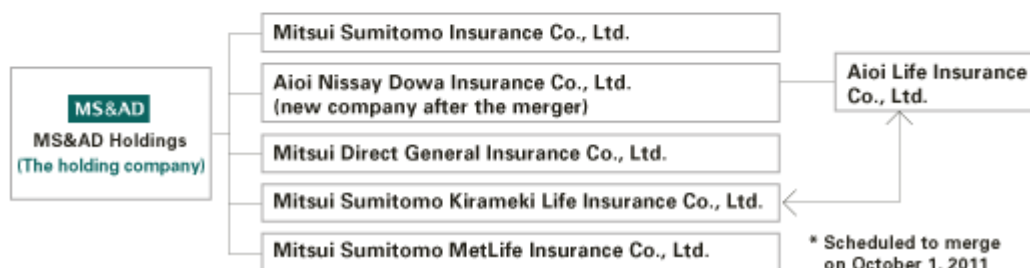 MS&AD
MS&AD Holdings
(The holding company)
Mitsui Sumitomo Insurance Co., Ltd.
Aioi Nissay Dowa Insurance Co., Ltd.
(new company after the merger)
Mitsui Direct General Insurance Co., Ltd.
Mitsui Sumitomo Kirameki Life Insurance Co., Ltd.
Mitsui Sumitomo MetLife Insurance Co., Ltd.
Aioi Life Insurance
Co., Ltd.
* Scheduled to merge
on October 1, 2011